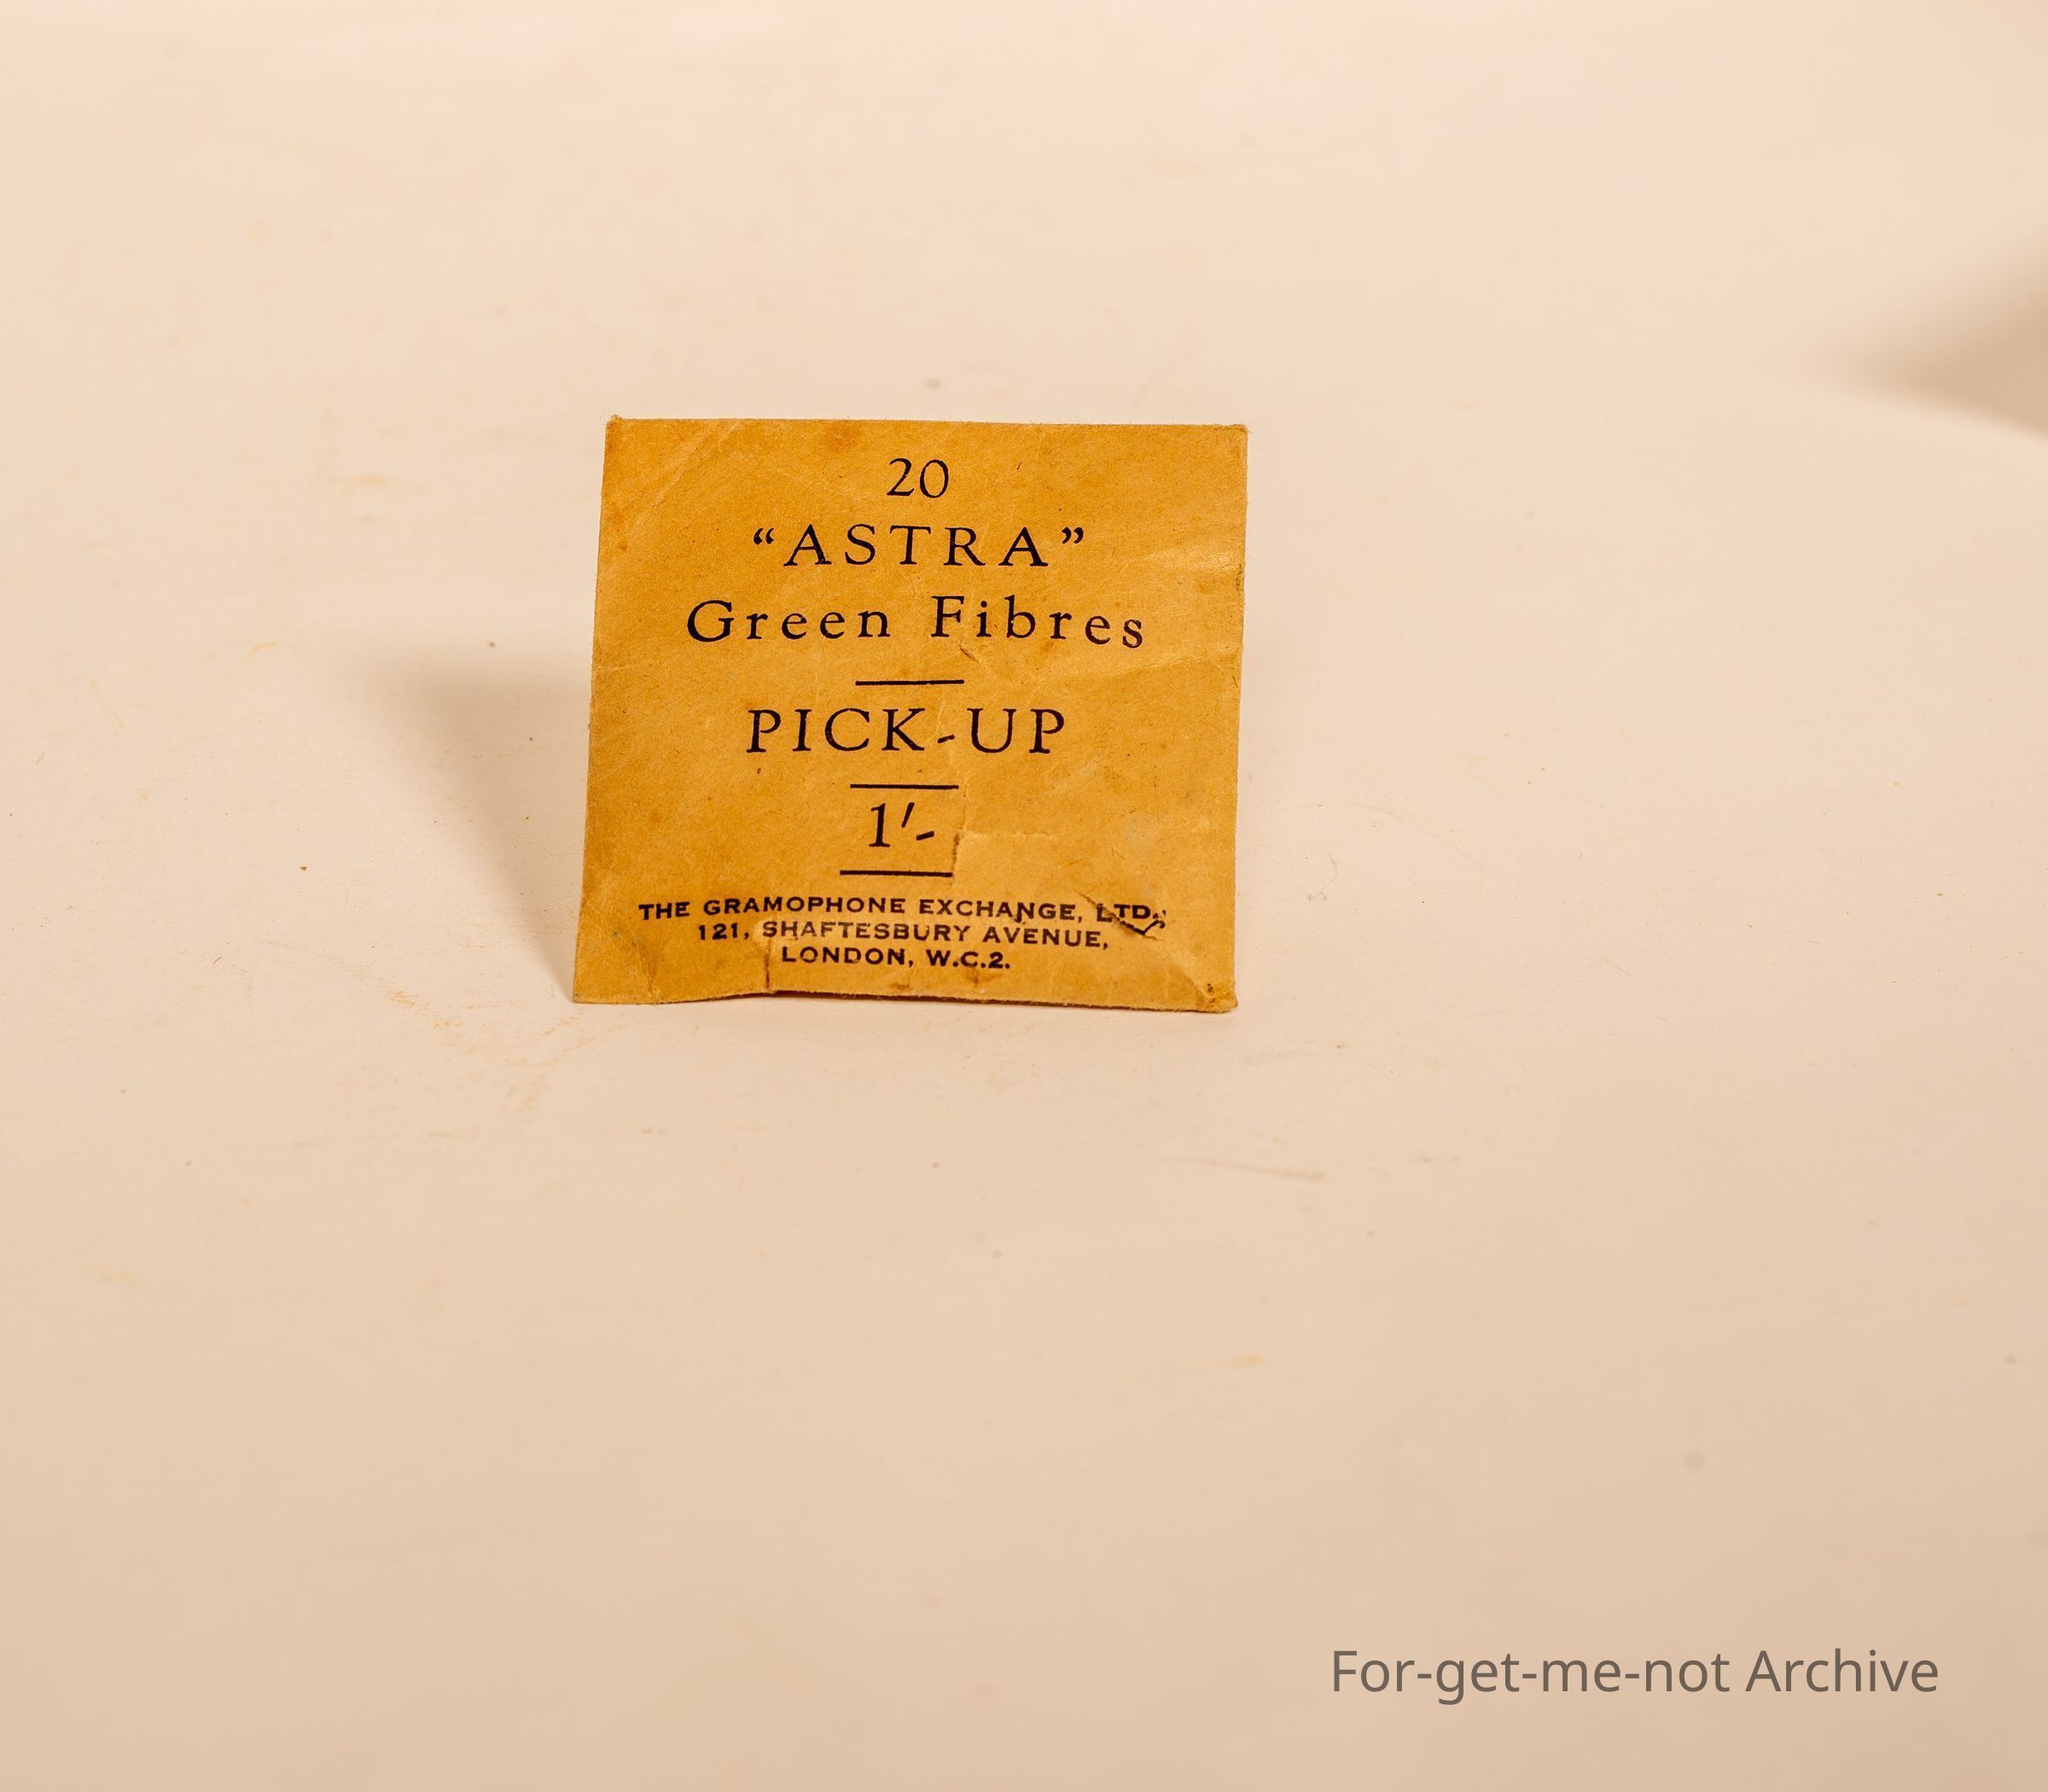 20
“ASTRA”
Green Fibres
PICK-UP
1/-
THE GRAMOPHONE EXCHANGE, LTD.,
121, SHAFTESBURY AVENUE,
LONDON, W.C.2.
For-get-me-not Archive